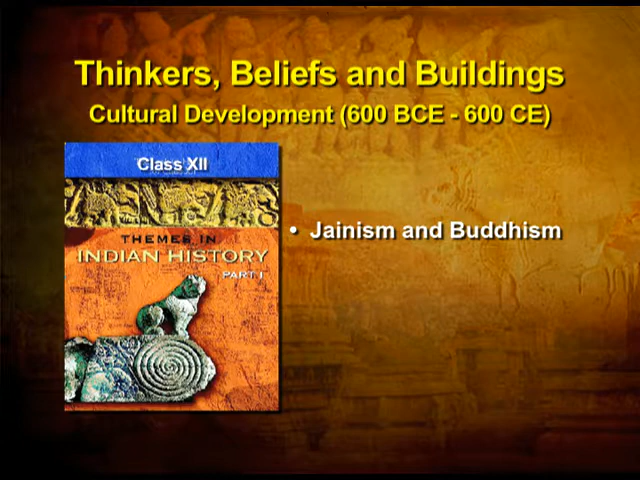 Thinkers, Beliefs and Buildings
Cultural Development (600 BCE - 600 CE)
Class XII
THEMES IN
INDIAN HISTORY
PART I
• Jainism and Buddhism